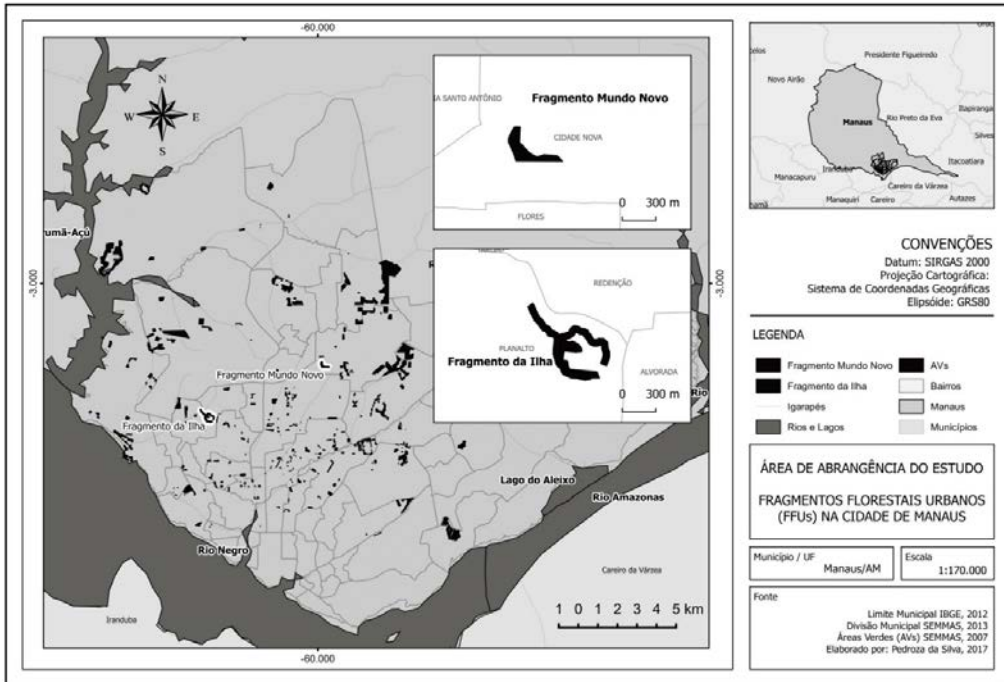 -60.000
-3.000
N
W E
S
rumã-Açú
Fragmento Mundo Novo
Fragmento da Ilha
Rio Negro
Lago do Aleixo
Rio Amazonas
Rio
Careiro da Várzea
Iranduba
1 0 1 2 3 4 5 km
-60.000
-3.000
SANTO ANTÔNIO
Fragmento Mundo Novo
CIDADE NOVA
0 300 m
FLORES
REDENÇÃO
PLANALTO
Fragmento da Ilha
ALVORADA
0 300 m
Presidente Figueiredo
Novo Airão
Itapiranga
Rio Preto da Eva
Manaus
Silves
Itacoatiara
Iranduba
Manacapuru
Careiro da Várzea
Manaquiri
Careiro
Autazes
CONVENÇÕES
Datum: SIRGAS 2000
Projeção Cartográfica:
Sistema de Coordenadas Geográficas
Elipsóide: GRS80
LEGENDA
Fragmento Mundo Novo
Fragmento da Ilha
Igarapés
Rios e Lagos
AVs
Bairros
Manaus
Municípios
ÁREA DE ABRANGÊNCIA DO ESTUDO
FRAGMENTOS FLORESTAIS URBANOS
(FFUs) NA CIDADE DE MANAUS
Município / UF
Manaus/AM
Escala
1:170.000
Fonte
Limite Municipal IBGE, 2012
Divisão Municipal SEMMAS, 2013
Áreas Verdes (AVs) SEMMAS, 2007
Elaborado por: Pedroza da Silva, 2017